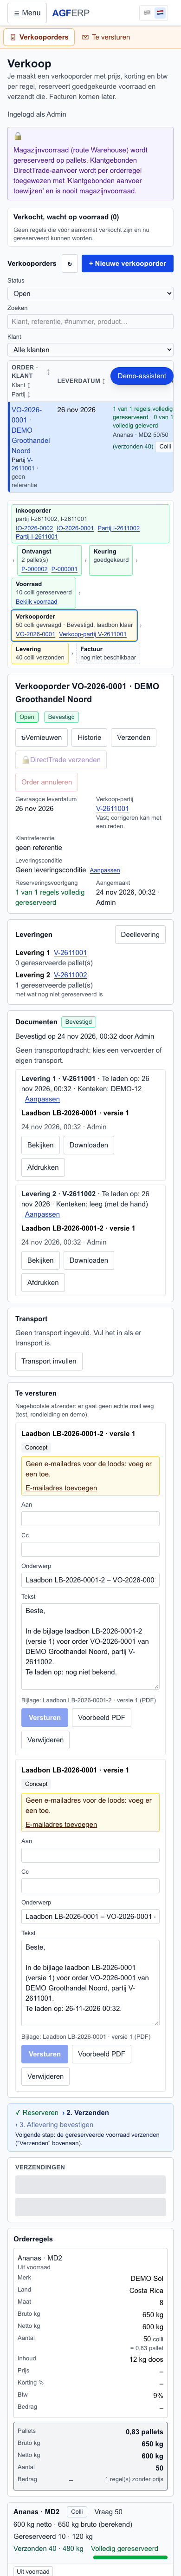 ≡ Menu AGFERP
Verkooporders Te versturen
Verkoop
Je maakt een verkooporder met prijs, korting en btw
per regel, reserveert goedgekeurde voorraad en
verzendt die. Facturen komen later.
Ingelogd als Admin
Magazijnvoorraad (route Warehouse) wordt
gereserveerd op pallets. Klantgebonden
DirectTrade-aanvoer wordt per orderregel
toegewezen met 'Klantgebonden aanvoer
toewijzen' en is nooit magazijnvoorraad.
Verkocht, wacht op voorraad (0)
Geen regels die vóór aankomst verkocht zijn en nu
gereserveerd kunnen worden.
Verkooporders ↻ + Nieuwe verkooporder
Status
Open
Zoeken
Klant, referentie, #nummer, product...
Klant
Alle klanten
ORDER · KLANT ↕ LEVERDATUM ↕ Demo-assistent
Klant ↕
Partij ↕
VO-2026-0001 · DEMO Groothandel Noord
Partij V-2611001 · geen referentie
26 nov 2026
1 van 1 regels volledig
gereserveerd · 0 van 1
volledig geleverd
Ananas · MD2 50/50
(verzonden 40) Colli
Inkooporder
partij I-2611002, I-2611001
IO-2026-0002 IO-2026-0001 Partij I-2611002
Partij I-2611001
Ontvangst
2 pallet(s)
P-000002 P-000001
Keuring
goedgekeurd
Voorraad
10 colli gereserveerd
Bekijk voorraad
Verkooporder
50 colli gevraagd · Bevestigd, laadbon klaar
VO-2026-0001 Verkoop-partij V-2611001
Levering
40 colli verzonden
Factuur
nog niet beschikbaar
Verkooporder VO-2026-0001 · DEMO
Groothandel Noord
Open Bevestigd
↻Vernieuwen Historie Verzenden
DirectTrade verzenden
Order annuleren
Gevraagde leverdatum
26 nov 2026
Verkoop-partij
V-2611001
Vast; corrigeren kan met
een reden.
Klantreferentie
geen referentie
Leveringsconditie
Geen leveringsconditie Aanpassen
Reserveringsvoortgang
1 van 1 regels volledig
gereserveerd
Aangemaakt
24 nov 2026, 00:32 ·
Admin
Leveringen Deellevering
Levering 1 V-2611001
0 gereserveerde pallet(s)
Levering 2 V-2611002
1 gereserveerde pallet(s)
met wat nog niet gereserveerd is
Documenten Bevestigd
Bevestigd op 24 nov 2026, 00:32 door Admin
Geen transportopdracht: kies een vervoerder of
eigen transport.
Levering 1 · V-2611001 · Te laden op: 26
nov 2026, 00:32 · Kenteken: DEMO-12
Aanpassen
Laadbon LB-2026-0001 · versie 1
24 nov 2026, 00:32 · Admin
Bekijken Downloaden
Afdrukken
Levering 2 · V-2611002 · Te laden op: 26
nov 2026 · Kenteken: leeg (met de hand)
Aanpassen
Laadbon LB-2026-0001-2 · versie 1
24 nov 2026, 00:32 · Admin
Bekijken Downloaden
Afdrukken
Transport
Geen transport ingevuld. Vul het in als er
transport is.
Transport invullen
Te versturen
Nagebootste afzender: er gaat geen echte mail weg
(test, rondleiding en demo).
Laadbon LB-2026-0001-2 · versie 1
Concept
Geen e-mailadres voor de loods: voeg er
een toe.
E-mailadres toevoegen
Aan
Cc
Onderwerp
Laadbon LB-2026-0001-2 – VO-2026-000
Tekst
Beste,
In de bijlage laadbon LB-2026-0001-2
(versie 1) voor order VO-2026-0001 van
DEMO Groothandel Noord, partij V-
2611002.
Te laden op: nog niet bekend.
Bijlage: Laadbon LB-2026-0001-2 · versie 1 (PDF)
Versturen Voorbeeld PDF
Verwijderen
Laadbon LB-2026-0001 · versie 1
Concept
Geen e-mailadres voor de loods: voeg er
een toe.
E-mailadres toevoegen
Aan
Cc
Onderwerp
Laadbon LB-2026-0001 – VO-2026-0001 -
Tekst
Beste,
In de bijlage laadbon LB-2026-0001
(versie 1) voor order VO-2026-0001 van
DEMO Groothandel Noord, partij V-
2611001.
Te laden op: 26-11-2026 00:32.
Bijlage: Laadbon LB-2026-0001 · versie 1 (PDF)
Versturen Voorbeeld PDF
Verwijderen
✓ Reserveren › 2. Verzenden
› 3. Aflevering bevestigen
Volgende stap: de gereserveerde voorraad verzenden
("Verzenden" bovenaan).
VERZENDINGEN
Orderregels
Ananas · MD2
Uit voorraad
Merk DEMO Sol
Land Costa Rica
Maat 8
Bruto kg 650 kg
Netto kg 600 kg
Aantal 50 colli
= 0,83 pallet
Inhoud 12 kg doos
Prijs –
Korting % –
Btw 9%
Bedrag –
Pallets 0,83 pallets
Bruto kg 650 kg
Netto kg 600 kg
Aantal 50
Bedrag – 1 regel(s) zonder prijs
Ananas · MD2 Colli Vraag 50
600 kg netto · 650 kg bruto (berekend)
Gereserveerd 10 · 120 kg
Verzonden 40 · 480 kg Volledig gereserveerd
Uit voorraad